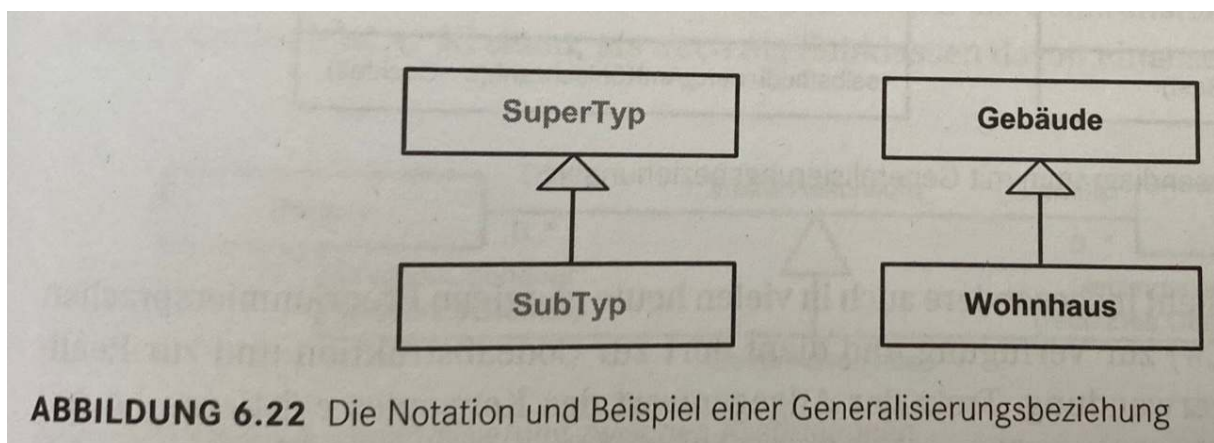 SuperTyp
Gebäude
SubTyp
Wohnhaus
ABBILDUNG 6.22 Die Notation und Beispiel einer Generalisierungsbeziehung